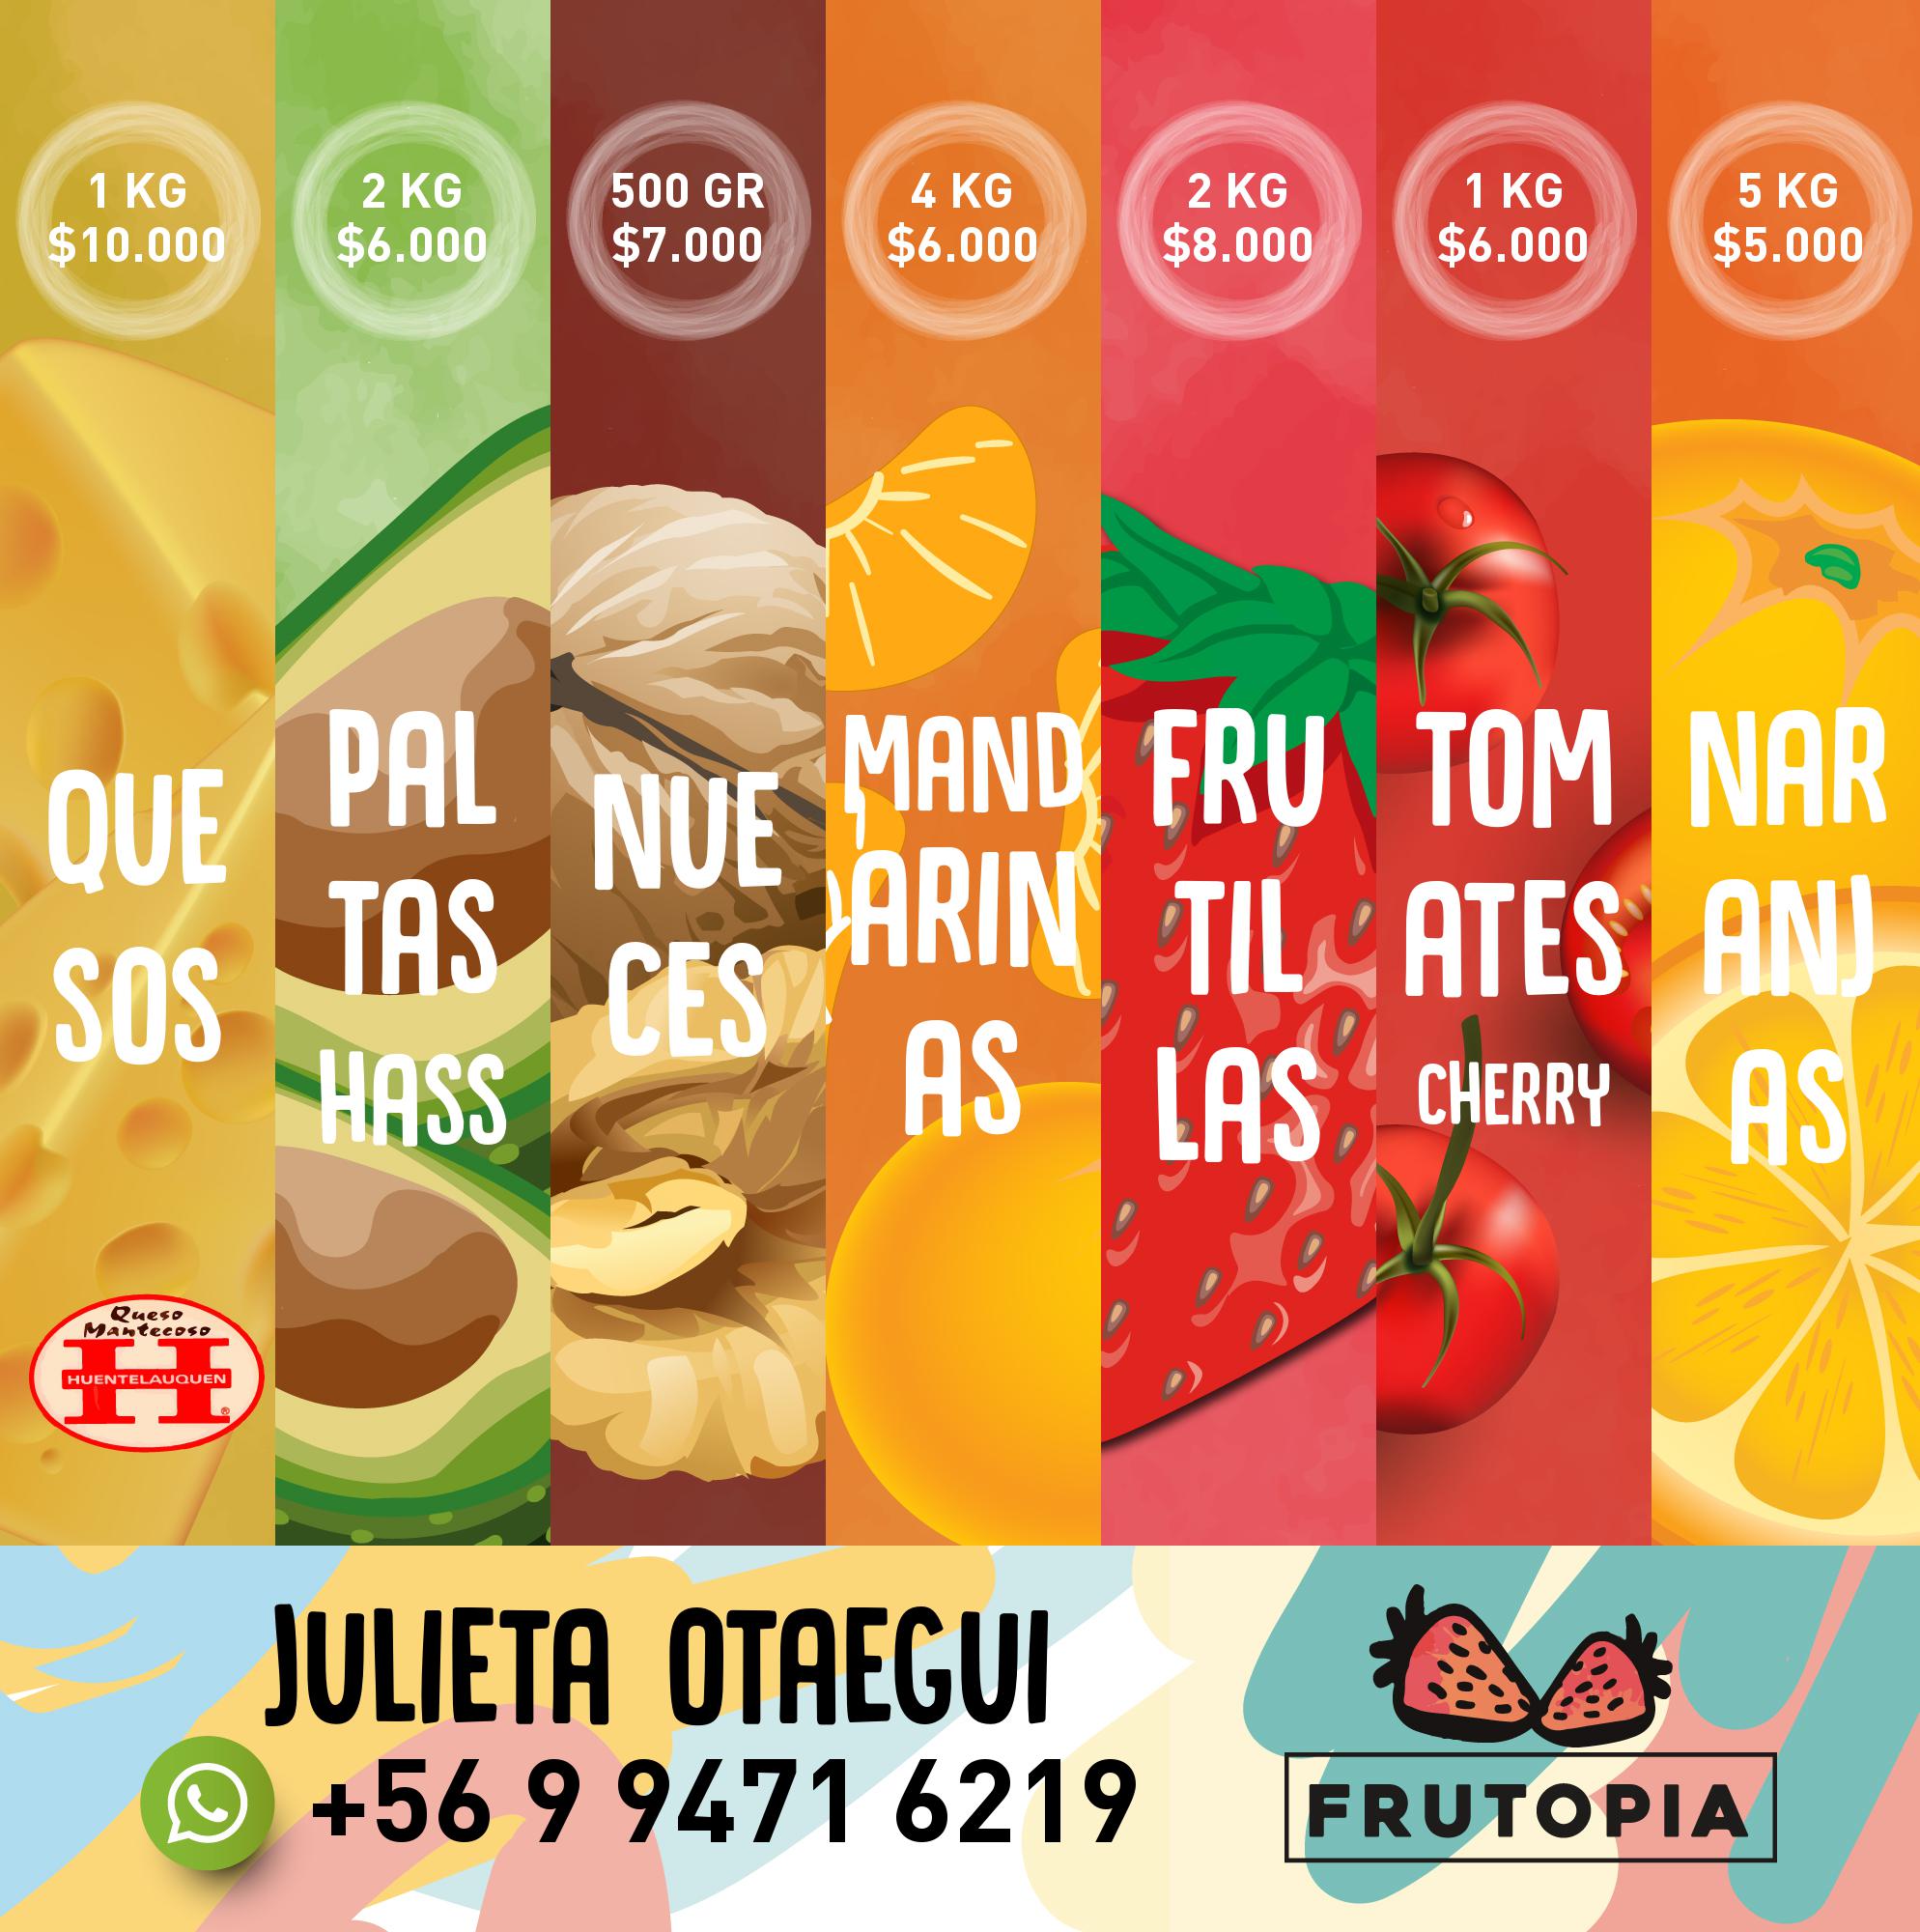 1 KG
$10.000
QUE
SOS
Queso
Mantecoso
HUENTELAUQUEN
®
2 KG
$6.000
PAL
TAS
HASS
500 GR
$7.000
NUE
CES
4 KG
$6.000
MAND
ARIN
AS
2 KG
$8.000
FRU
TIL
LAS
1 KG
$6.000
TOM
ATES
CHERRY
5 KG
$5.000
NAR
ANJ
AS
JULIETA OTAEGUI
+56 9 9471 6219
FRUTOPIA